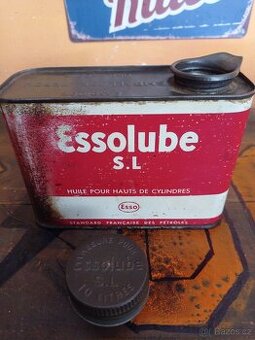 Essolube
S.L
HUILE POUR HAUTS DE CYLINDRES
Esso
STANDARD FRANÇAISE DES PÉTROLES
Essolube
S.L.